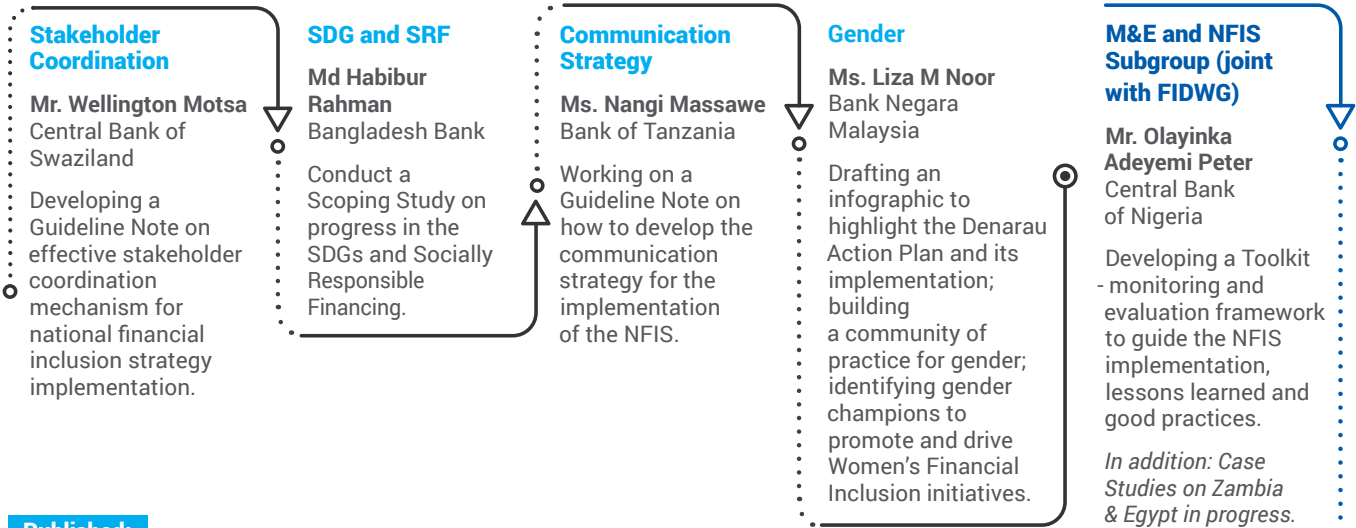 Stakeholder
Coordination
Mr. Wellington Motsa
Central Bank of
Swaziland
Developing a
Guideline Note on
effective stakeholder
coordination
mechanism for
national financial
inclusion strategy
implementation.
SDG and SRF
Md Habibur
Rahman
Bangladesh Bank
Conduct a
Scoping Study on
progress in the
SDGs and Socially
Responsible
Financing.
Communication
Strategy
Ms. Nangi Massawe
Bank of Tanzania
Working on a
Guideline Note on
how to develop the
communication
strategy for the
implementation
of the NFIS.
Gender
Ms. Liza M Noor
Bank Negara
Malaysia
Drafting an
infographic to
highlight the Denarau
Action Plan and its
implementation;
building
a community of
practice for gender;
identifying gender
champions to
promote and drive
Women's Financial
Inclusion initiatives.
M&E and NFIS
Subgroup (joint
with FIDWG)
Mr. Olayinka
Adeyemi Peter
Central Bank
of Nigeria
Developing a Toolkit
- monitoring and
evaluation framework
to guide the NFIS
implementation,
lessons learned and
good practices.
In addition: Case
Studies on Zambia
& Egypt in progress.